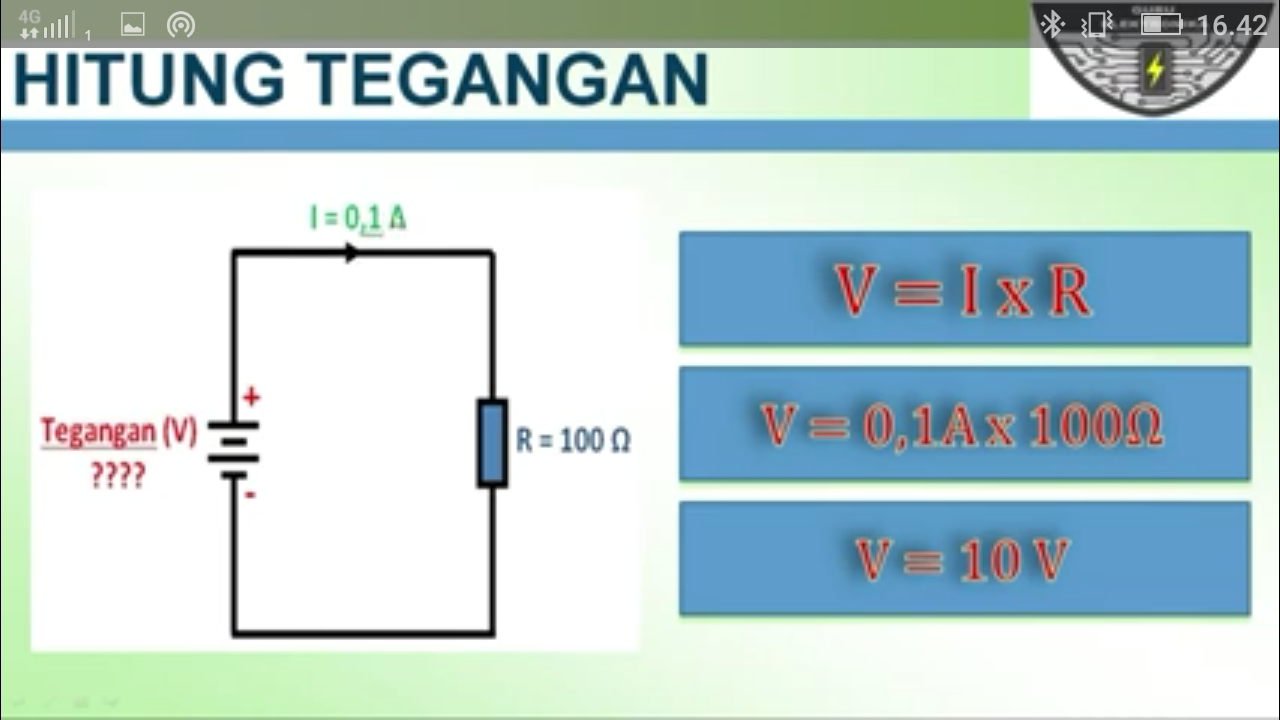 4G
1
16.42
HITUNG TEGANGAN
I = 0,1 A
+
Tegangan (V)
????
-
R = 100 Ω
V = I x R
V = 0,1A x 100Ω
V = 10 V